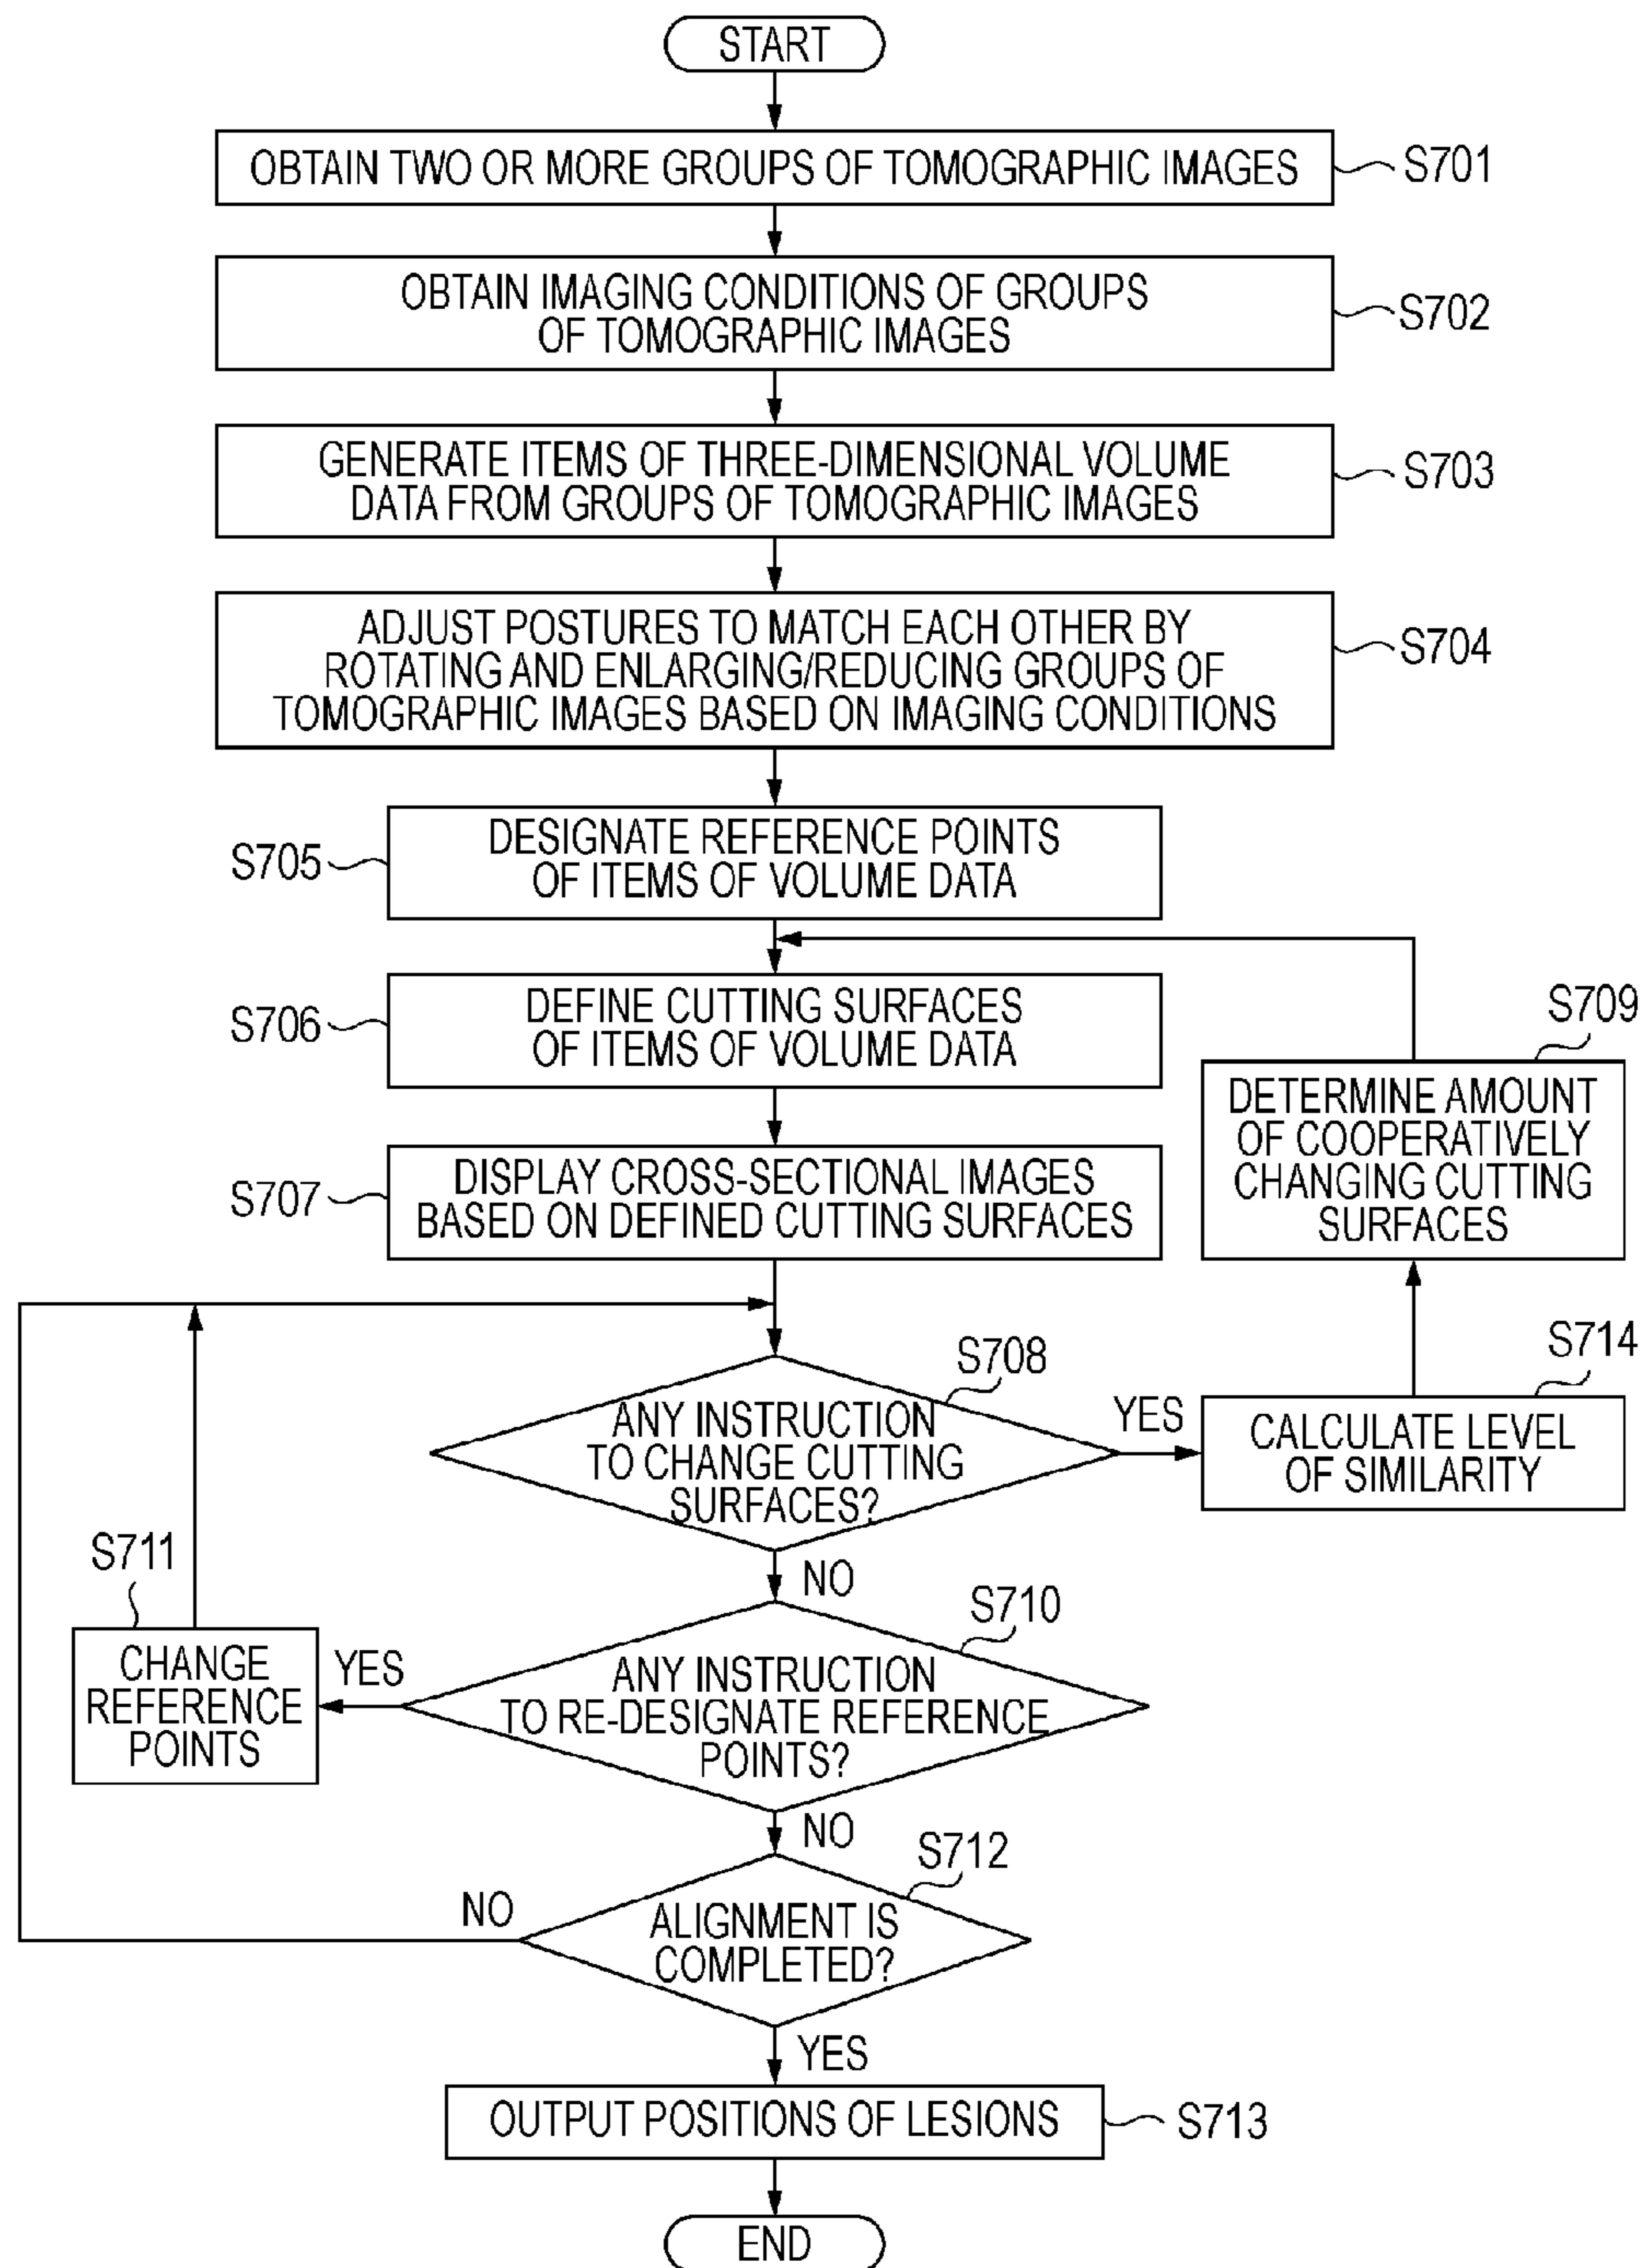 START
OBTAIN TWO OR MORE GROUPS OF TOMOGRAPHIC IMAGES
S701
OBTAIN IMAGING CONDITIONS OF GROUPS
OF TOMOGRAPHIC IMAGES
S702
GENERATE ITEMS OF THREE-DIMENSIONAL VOLUME
DATA FROM GROUPS OF TOMOGRAPHIC IMAGES
S703
ADJUST POSTURES TO MATCH EACH OTHER BY
ROTATING AND ENLARGING/REDUCING GROUPS OF
TOMOGRAPHIC IMAGES BASED ON IMAGING CONDITIONS
S704
S705
DESIGNATE REFERENCE POINTS
OF ITEMS OF VOLUME DATA
S706
DEFINE CUTTING SURFACES
OF ITEMS OF VOLUME DATA
S709
DETERMINE AMOUNT
OF COOPERATIVELY
CHANGING CUTTING
SURFACES
S707
DISPLAY CROSS-SECTIONAL IMAGES
BASED ON DEFINED CUTTING SURFACES
S708
ANY INSTRUCTION
TO CHANGE CUTTING
SURFACES?
YES
S714
CALCULATE LEVEL
OF SIMILARITY
NO
S711
CHANGE
REFERENCE
POINTS
YES
S710
ANY INSTRUCTION
TO RE-DESIGNATE REFERENCE
POINTS?
NO
S712
NO
ALIGNMENT IS
COMPLETED?
YES
OUTPUT POSITIONS OF LESIONS
S713
END